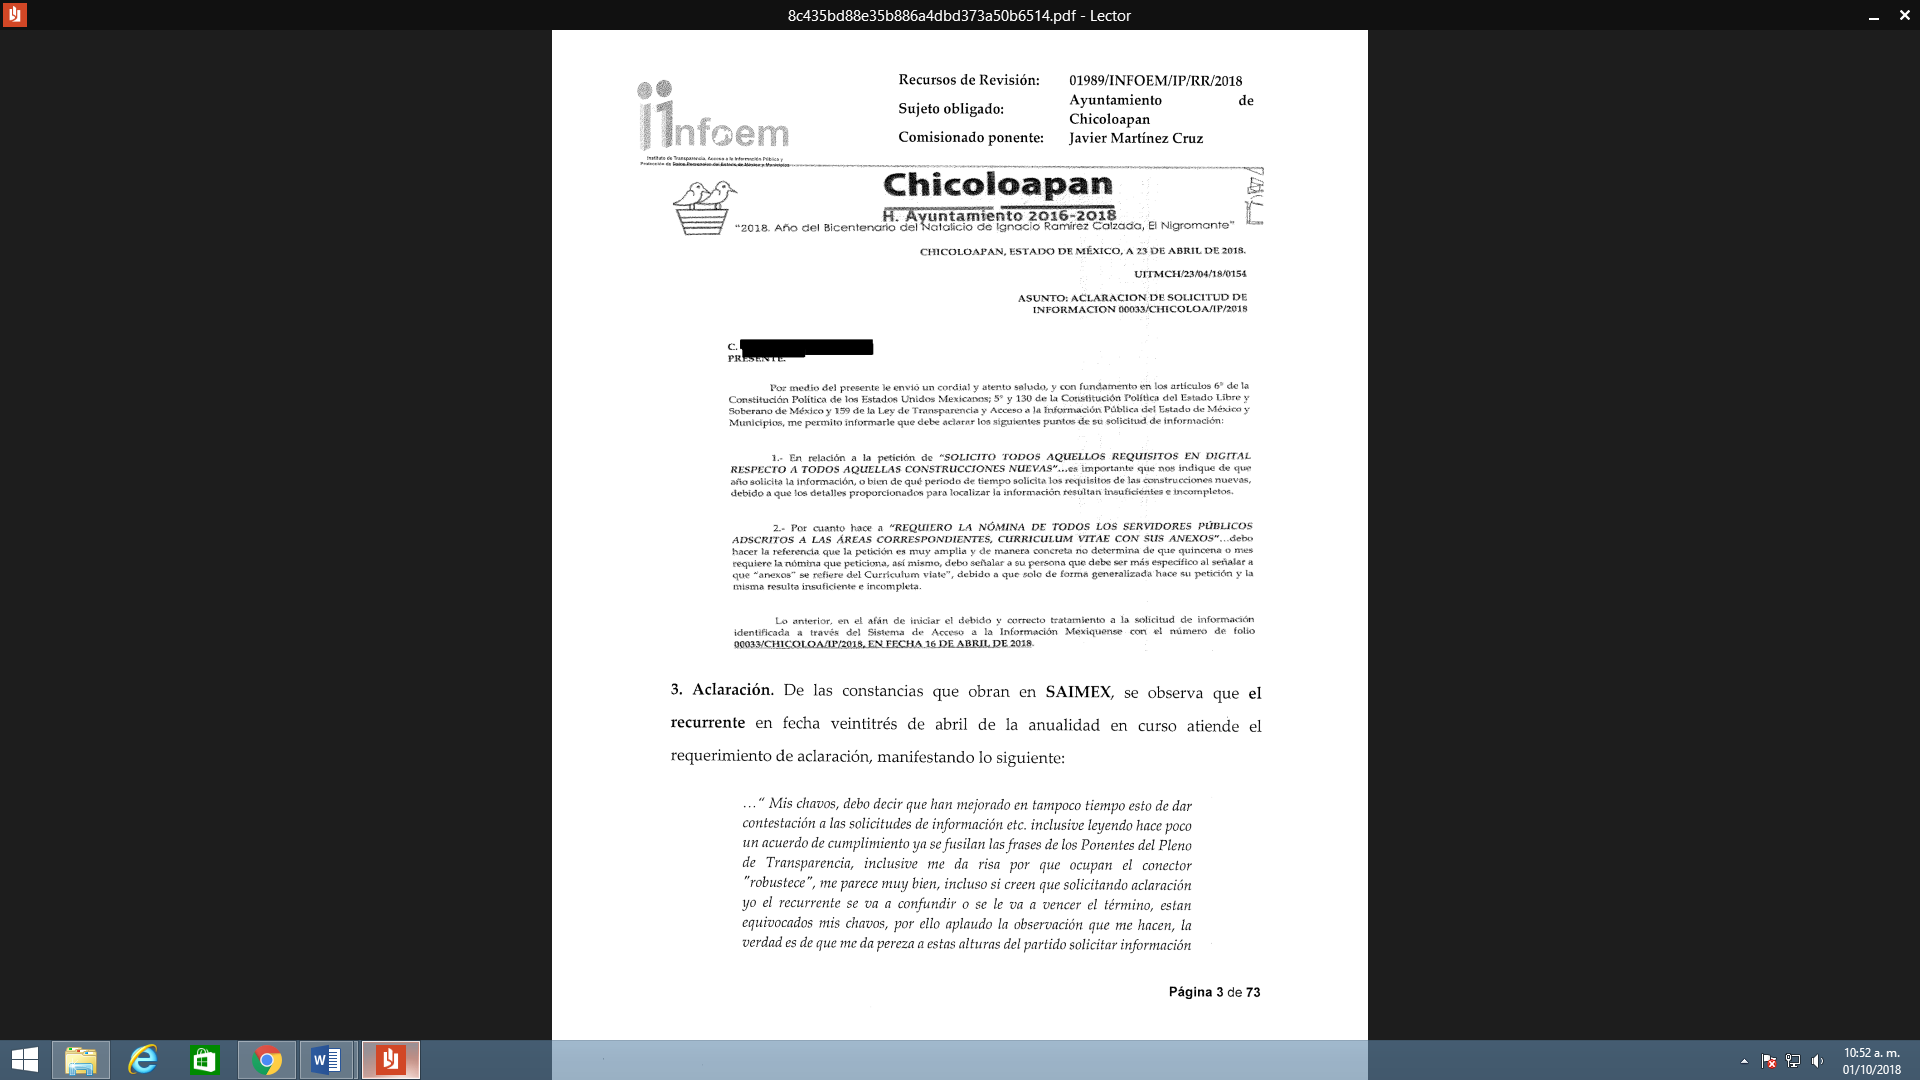 8c435bd88e35b886a4dbd373a50b6514.pdf - Lector
Recursos de Revisión: 01989/INFOEM/IP/RR/2018
Sujeto obligado: Ayuntamiento de Chicoloapan
Comisionado ponente: Javier Martínez Cruz
infoem
Instituto de Transparencia, Acceso a la Información Pública y
Protección de Datos Personales del Estado de México y Municipios
Chicoloapan
H. Ayuntamiento 2016-2018
"2018. Año del Bicentenario del Natalicio de Ignacio Ramírez Calzada, El Nigromante"
CHICOLOAPAN, ESTADO DE MÉXICO, A 23 DE ABRIL DE 2018.
UITMCH/23/04/18/0154
ASUNTO: ACLARACION DE SOLICITUD DE
INFORMACION 00033/CHICOLOA/IP/2018
C.
PRESENTE.
Por medio del presente le envió un cordial y atento saludo, y con fundamento en los artículos 6° de la
Constitución Política de los Estados Unidos Mexicanos; 5° y 130 de la Constitución Política del Estado Libre y
Soberano de México y 159 de la Ley de Transparencia y Acceso a la Información Pública del Estado de México y
Municipios, me permito informarle que debe aclarar los siguientes puntos de su solicitud de información:
1.- En relación a la petición de "SOLICITO TODOS AQUELLOS REQUISITOS EN DIGITAL
RESPECTO A TODOS AQUELLAS CONSTRUCCIONES NUEVAS"...es importante que nos indique de que
año solicita la información, o bien de qué periodo de tiempo solicita los requisitos de las construcciones nuevas,
debido a que los detalles proporcionados para localizar la información resultan insuficientes e incompletos.
2.- Por cuanto hace a "REQUIERO LA NÓMINA DE TODOS LOS SERVIDORES PÚBLICOS
ADSCRITOS A LAS ÁREAS CORRESPONDIENTES, CURRICULUM VITAE CON SUS ANEXOS"...debo
hacer la referencia que la petición es muy amplia y de manera concreta no determina de que quincena o mes
requiere la nómina que peticiona, así mismo, debo señalar a su persona que debe ser más específico al señalar a
que "anexos" se refiere del Curriculum viate", debido a que solo de forma generalizada hace su petición y la
misma resulta insuficiente e incompleta.
Lo anterior, en el afán de iniciar el debido y correcto tratamiento a la solicitud de información
identificada a través del Sistema de Acceso a la Información Mexiquense con el número de folio
00033/CHICOLOA/IP/2018, EN FECHA 16 DE ABRIL DE 2018.
3. Aclaración. De las constancias que obran en SAIMEX, se observa que el
recurrente en fecha veintitrés de abril de la anualidad en curso atiende el
requerimiento de aclaración, manifestando lo siguiente:
..." Mis chavos, debo decir que han mejorado en tampoco tiempo esto de dar
contestación a las solicitudes de información etc. inclusive leyendo hace poco
un acuerdo de cumplimiento ya se fusilan las frases de los Ponentes del Pleno
de Transparencia, inclusive me da risa por que ocupan el conector
"robustece", me parece muy bien, incluso si creen que solicitando aclaración
yo el recurrente se va a confundir o se le va a vencer el término, estan
equivocados mis chavos, por ello aplaudo la observación que me hacen, la
verdad es de que me da pereza a estas alturas del partido solicitar información
Página 3 de 73
10:52 a. m.
01/10/2018